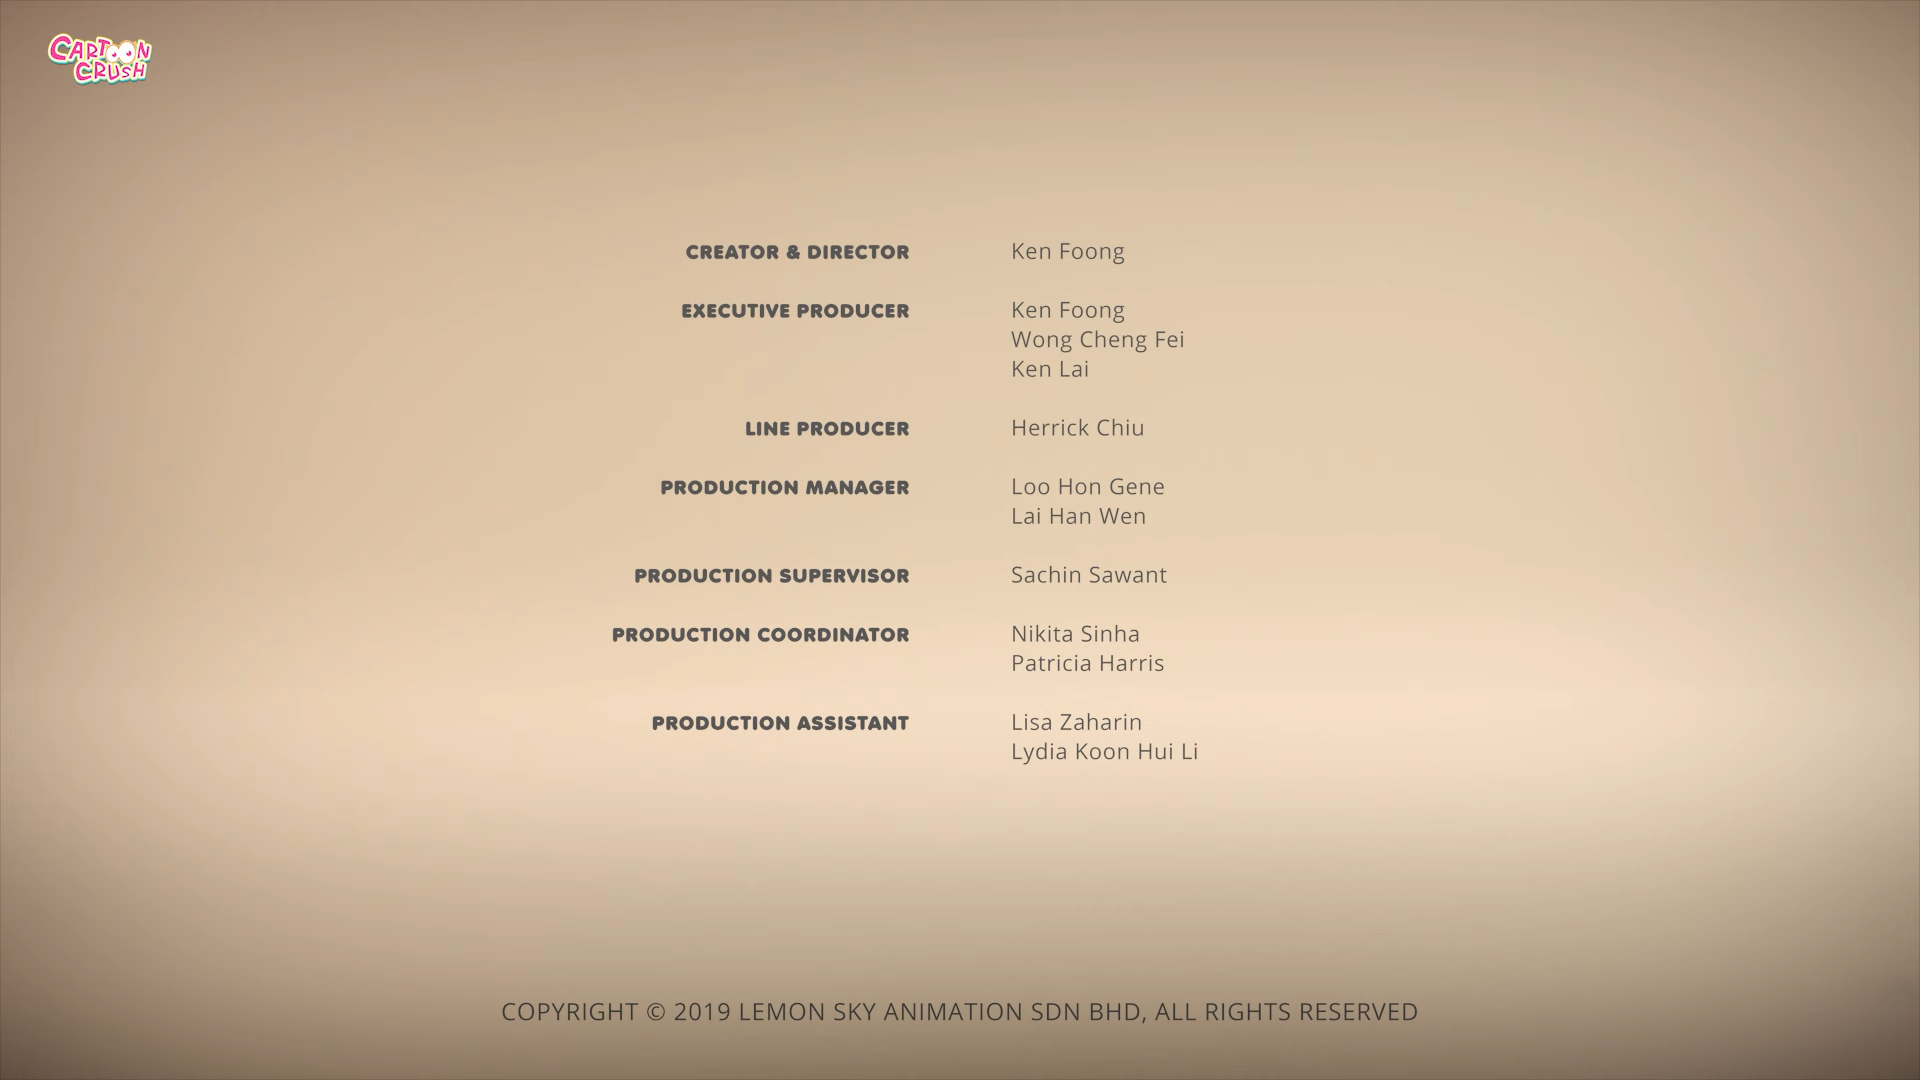 CARTOON
CRUSH
CREATOR & DIRECTOR Ken Foong
EXECUTIVE PRODUCER Ken Foong
Wong Cheng Fei
Ken Lai
LINE PRODUCER Herrick Chiu
PRODUCTION MANAGER Loo Hon Gene
Lai Han Wen
PRODUCTION SUPERVISOR Sachin Sawant
PRODUCTION COORDINATOR Nikita Sinha
Patricia Harris
PRODUCTION ASSISTANT Lisa Zaharin
Lydia Koon Hui Li
COPYRIGHT © 2019 LEMON SKY ANIMATION SDN BHD, ALL RIGHTS RESERVED